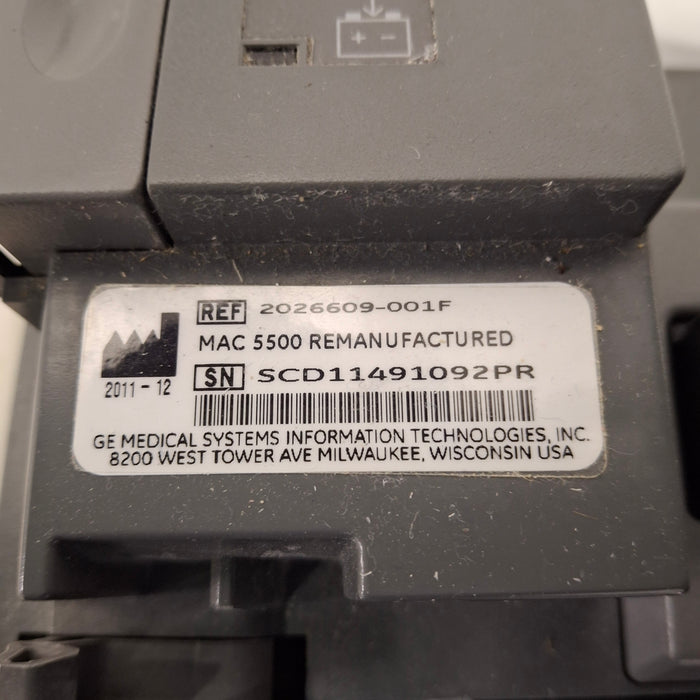 REF 2026609-001F
MAC 5500 REMANUFACTURED
2011-12
SN SCD11491092PR
GE MEDICAL SYSTEMS INFORMATION TECHNOLOGIES, INC.
8200 WEST TOWER AVE MILWAUKEE, WISCONSIN USA